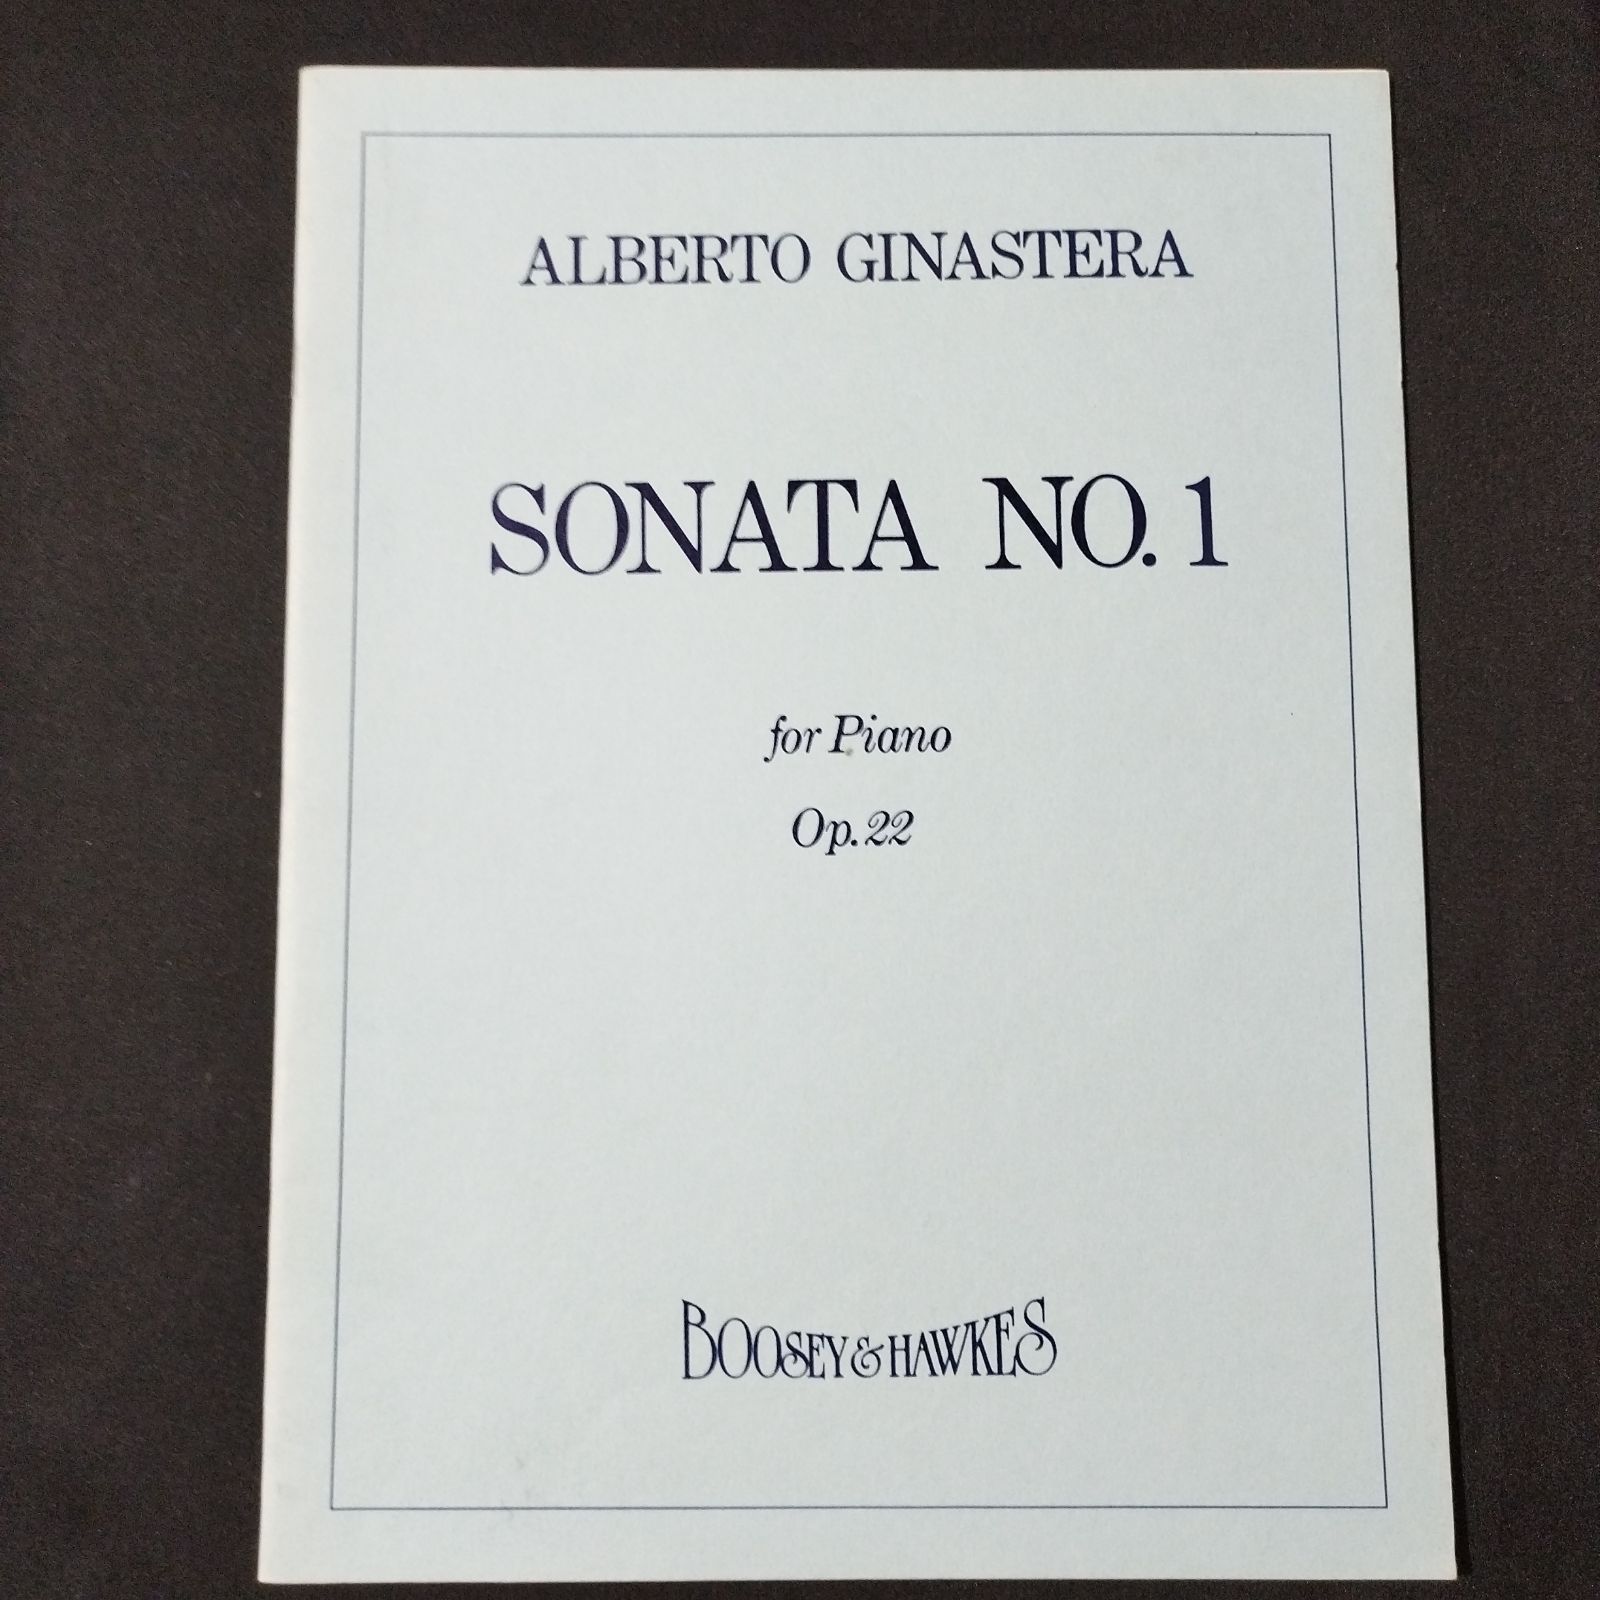 ALBERTO GINASTERA
SONATA NO. 1
for Piano
Op. 22
BOOSEY & HAWKES